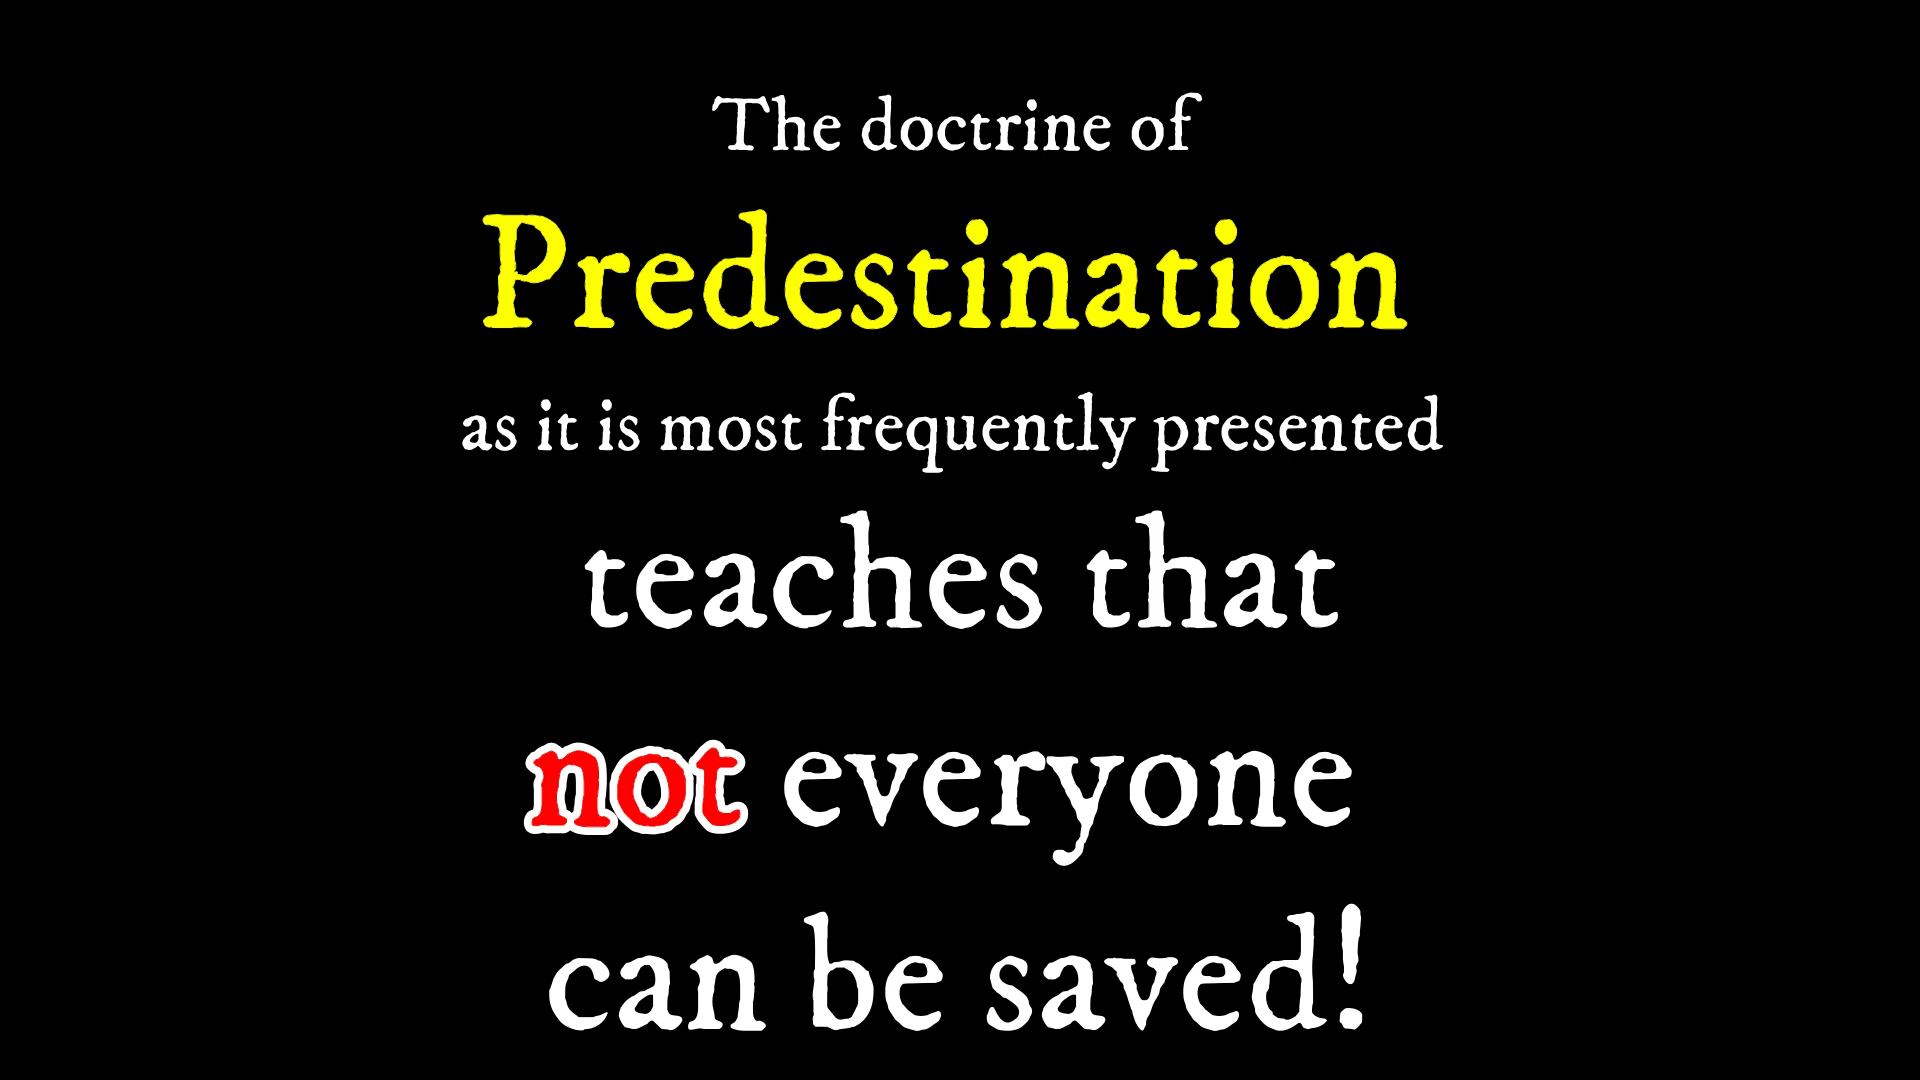 The doctrine of
Predestination
as it is most frequently presented
teaches that
not everyone
can be saved!